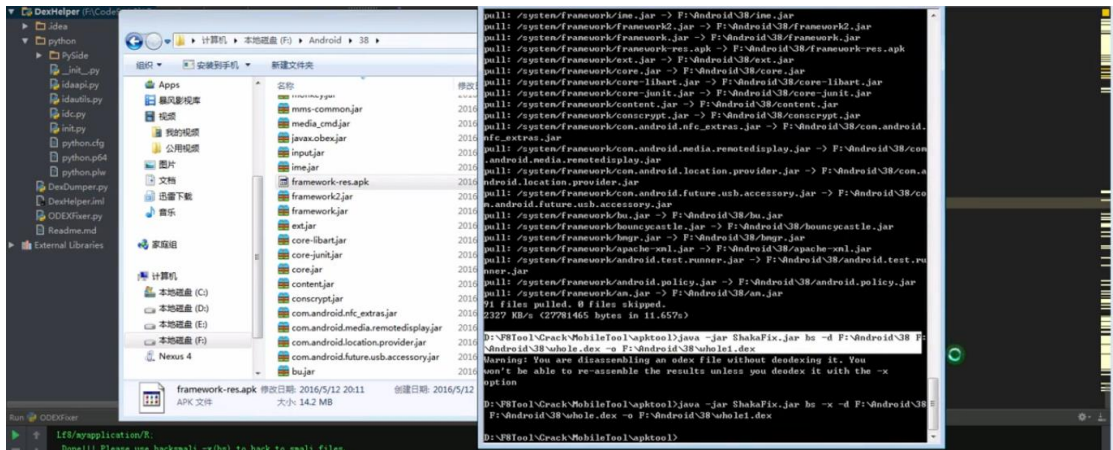 DexHelper (F:\Code
.idea
python
PySide
__init__.py
idaapi.py
idautils.py
idc.py
init.py
python.cfg
python.p64
python.plw
DexDumper.py
DexHelper.iml
ODEXFixer.py
Readme.md
External Libraries
计算机 本地磁盘 (F:) Android 38
组织 安装到手机 新建文件夹
Apps
暴风影视库
视频
我的视频
公用视频
图片
文档
迅雷下载
音乐
家庭组
计算机
本地磁盘 (C:)
本地磁盘 (D:)
本地磁盘 (E:)
本地磁盘 (F:)
Nexus 4
名称 修改
monkey.jar
mms-common.jar 2016
media_cmd.jar 2016
javax.obex.jar 2016
input.jar 2016
ime.jar 2016
framework-res.apk 2016
framework2.jar 2016
framework.jar 2016
ext.jar 2016
core-libart.jar 2016
core-junit.jar 2016
core.jar 2016
content.jar 2016
conscrypt.jar 2016
com.android.nfc_extras.jar 2016
com.android.media.remotedisplay.jar 2016
com.android.location.provider.jar 2016
com.android.future.usb.accessory.jar 2016
bu.jar 2016
framework-res.apk 修改日期: 2016/5/12 20:11 创建日期: 2016/5/12
APK 文件 大小: 14.2 MB
pull: /system/framework/ime.jar -> F:\Android\38/ime.jar
pull: /system/framework/framework2.jar -> F:\Android\38/framework2.jar
pull: /system/framework/framework.jar -> F:\Android\38/framework.jar
pull: /system/framework/framework-res.apk -> F:\Android\38/framework-res.apk
pull: /system/framework/ext.jar -> F:\Android\38/ext.jar
pull: /system/framework/core.jar -> F:\Android\38/core.jar
pull: /system/framework/core-libart.jar -> F:\Android\38/core-libart.jar
pull: /system/framework/core-junit.jar -> F:\Android\38/core-junit.jar
pull: /system/framework/content.jar -> F:\Android\38/content.jar
pull: /system/framework/conscrypt.jar -> F:\Android\38/conscrypt.jar
pull: /system/framework/com.android.nfc_extras.jar -> F:\Android\38/com.android.
nfc_extras.jar
pull: /system/framework/com.android.media.remotedisplay.jar -> F:\Android\38/com
.android.media.remotedisplay.jar
pull: /system/framework/com.android.location.provider.jar -> F:\Android\38/com.a
ndroid.location.provider.jar
pull: /system/framework/com.android.future.usb.accessory.jar -> F:\Android\38/co
m.android.future.usb.accessory.jar
pull: /system/framework/bu.jar -> F:\Android\38/bu.jar
pull: /system/framework/bouncycastle.jar -> F:\Android\38/bouncycastle.jar
pull: /system/framework/bmgr.jar -> F:\Android\38/bmgr.jar
pull: /system/framework/apache-xml.jar -> F:\Android\38/apache-xml.jar
pull: /system/framework/android.test.runner.jar -> F:\Android\38/android.test.ru
nner.jar
pull: /system/framework/android.policy.jar -> F:\Android\38/android.policy.jar
pull: /system/framework/am.jar -> F:\Android\38/am.jar
91 files pulled. 0 files skipped.
2327 KB/s (27781465 bytes in 11.657s)
D:\F8Tool\Crack\MobileTool\apktool>java -jar ShakaFix.jar bs -d F:\Android\38 F:
\Android\38\whole.dex -o F:\Android\38\whole1.dex
Warning: You are disassembling an odex file without deodexing it. You
won't be able to re-assemble the results unless you deodex it with the -x
option
D:\F8Tool\Crack\MobileTool\apktool>java -jar ShakaFix.jar bs -x -d F:\Android\38
F:\Android\38\whole.dex -o F:\Android\38\whole1.dex
D:\F8Tool\Crack\MobileTool\apktool>
Run ODEXFixer
Lf8/myapplication/R;
Done!!! Please use backsmali -x(bs) to back to smali files